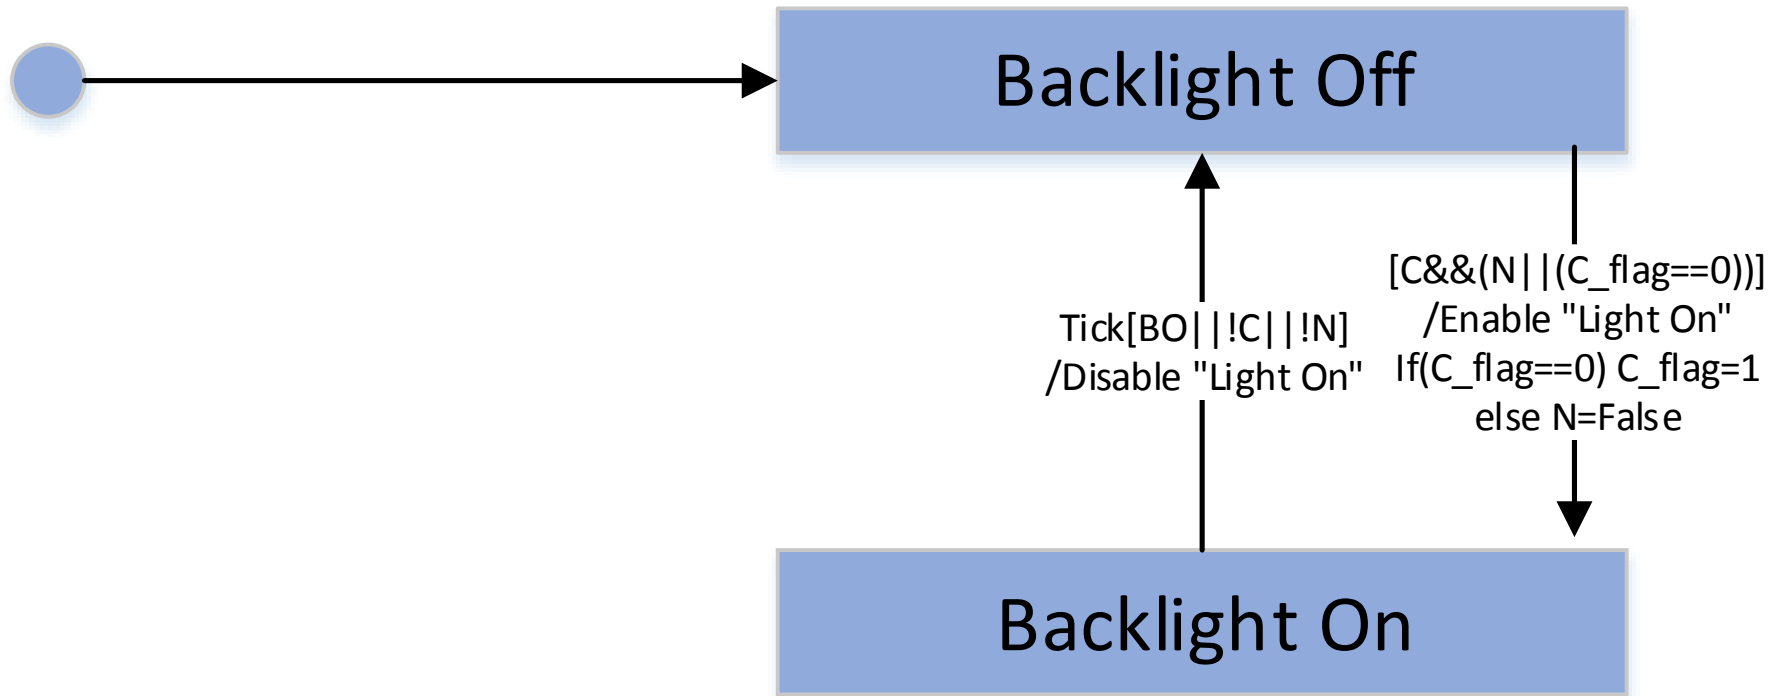 Backlight Off
Tick[BO||!C||!N]
/Disable "Light On"
[C&&(N||(C_flag==0))]
/Enable "Light On"
If(C_flag==0) C_flag=1
else N=False
Backlight On